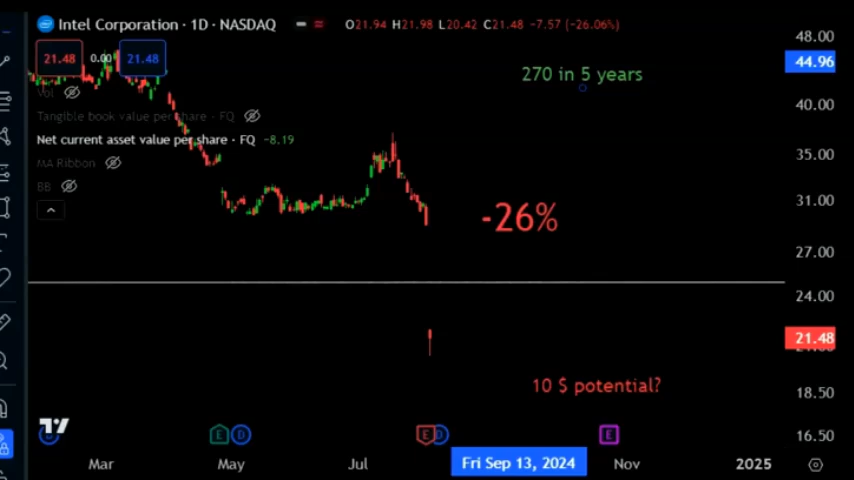 Intel Corporation · 1D · NASDAQ
O21.94 H21.98 L20.42 C21.48 -7.57 (-26.06%)
21.48 0.00 21.48
Vol
Tangible book value per share · FQ
Net current asset value per share · FQ -8.19
MA Ribbon
BB
270 in 5 years
-26%
10 $ potential?
48.00
44.96
40.00
35.00
31.00
27.00
24.00
21.48
18.50
16.50
D E D E D E
Mar May Jul Fri Sep 13, 2024 Nov 2025